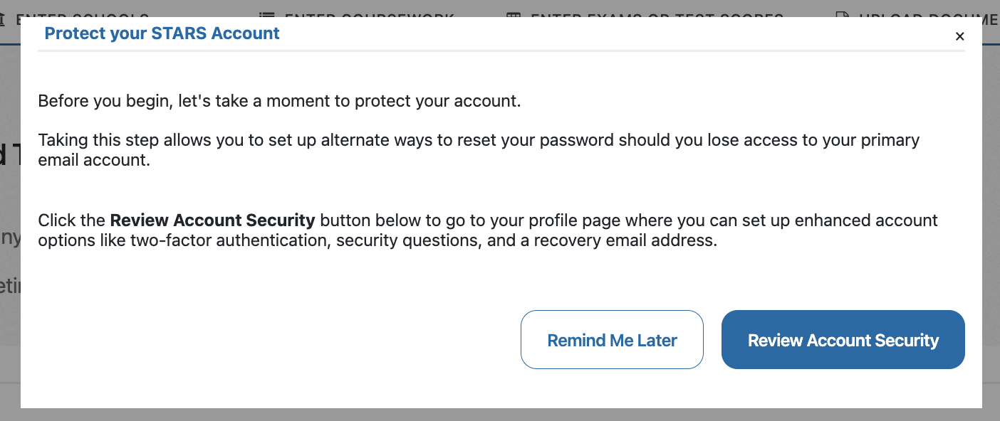 ENTER SCHOOLS ENTER COURSEWORK ENTER EXAMS OR TEST SCORES
Protect your STARS Account
×
Before you begin, let's take a moment to protect your account.
Taking this step allows you to set up alternate ways to reset your password should you lose access to your primary
email account.
Click the Review Account Security button below to go to your profile page where you can set up enhanced account
options like two-factor authentication, security questions, and a recovery email address.
Remind Me Later
Review Account Security